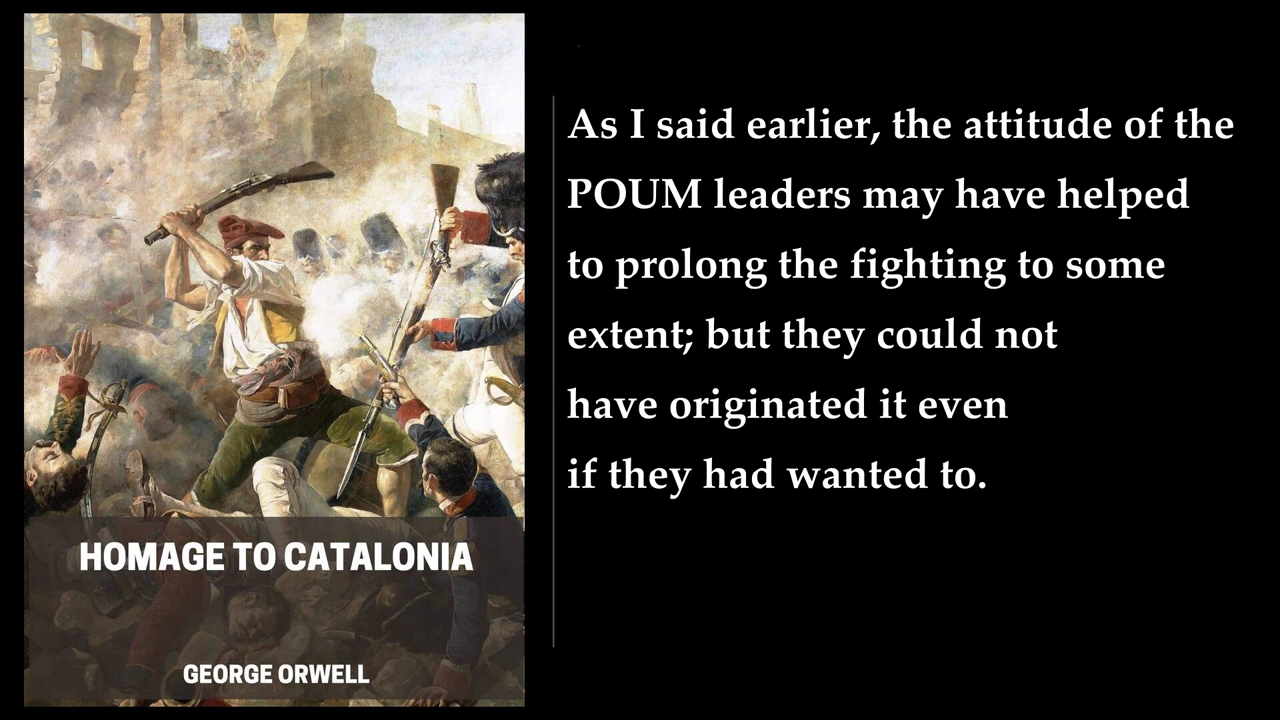 As I said earlier, the attitude of the
POUM leaders may have helped
to prolong the fighting to some
extent; but they could not
have originated it even
if they had wanted to.
HOMAGE TO CATALONIA
GEORGE ORWELL